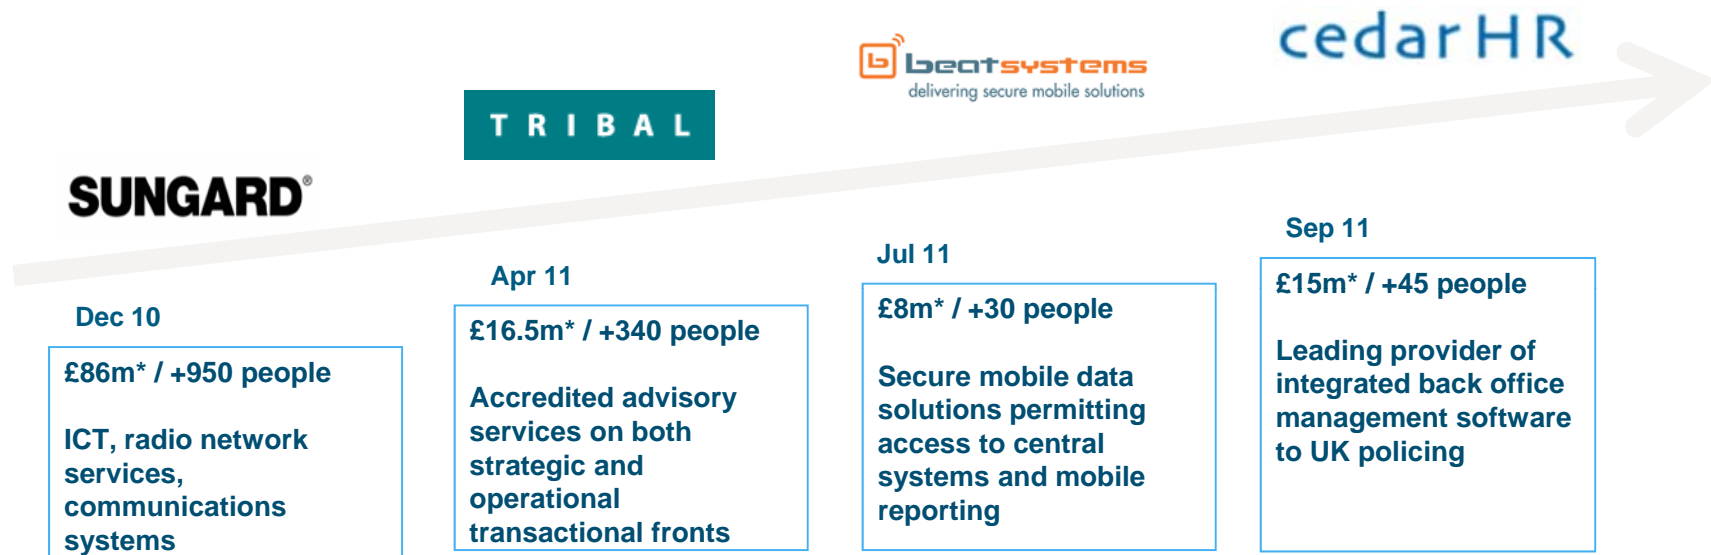 SUNGARD®
Dec 10
£86m* / +950 people
ICT, radio network
services,
communications
systems
TRIBAL
Apr 11
£16.5m* / +340 people
Accredited advisory
services on both
strategic and
operational
transactional fronts
b beatsystems
delivering secure mobile solutions
Jul 11
£8m* / +30 people
Secure mobile data
solutions permitting
access to central
systems and mobile
reporting
cedarHR
Sep 11
£15m* / +45 people
Leading provider of
integrated back office
management software
to UK policing